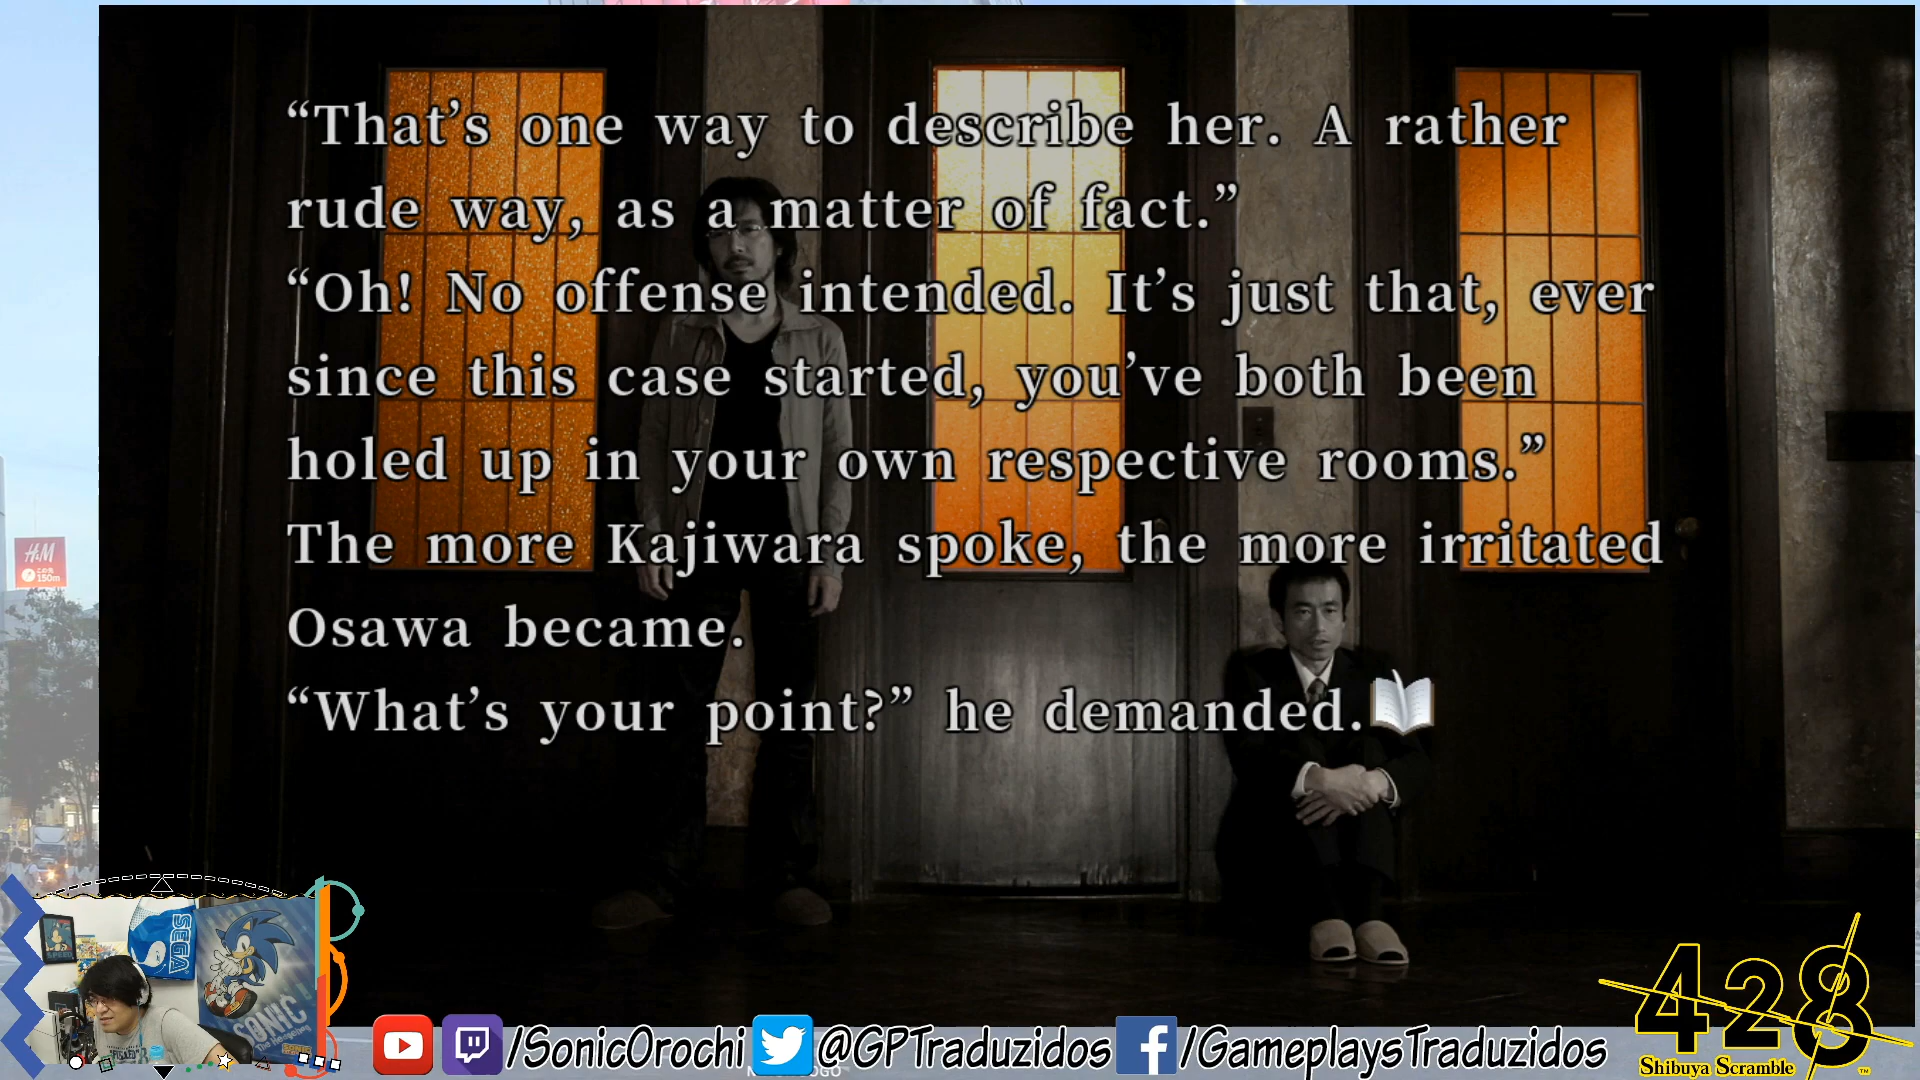 “That’s one way to describe her. A rather
rude way, as a matter of fact.”
“Oh! No offense intended. It’s just that, ever
since this case started, you’ve both been
holed up in your own respective rooms.”
The more Kajiwara spoke, the more irritated
Osawa became.
“What’s your point?” he demanded.
H&M
150m
SEGA
SONIC
/SonicOrochi
@GPTraduzidos
/GameplaysTraduzidos
428
Shibuya Scramble
TM